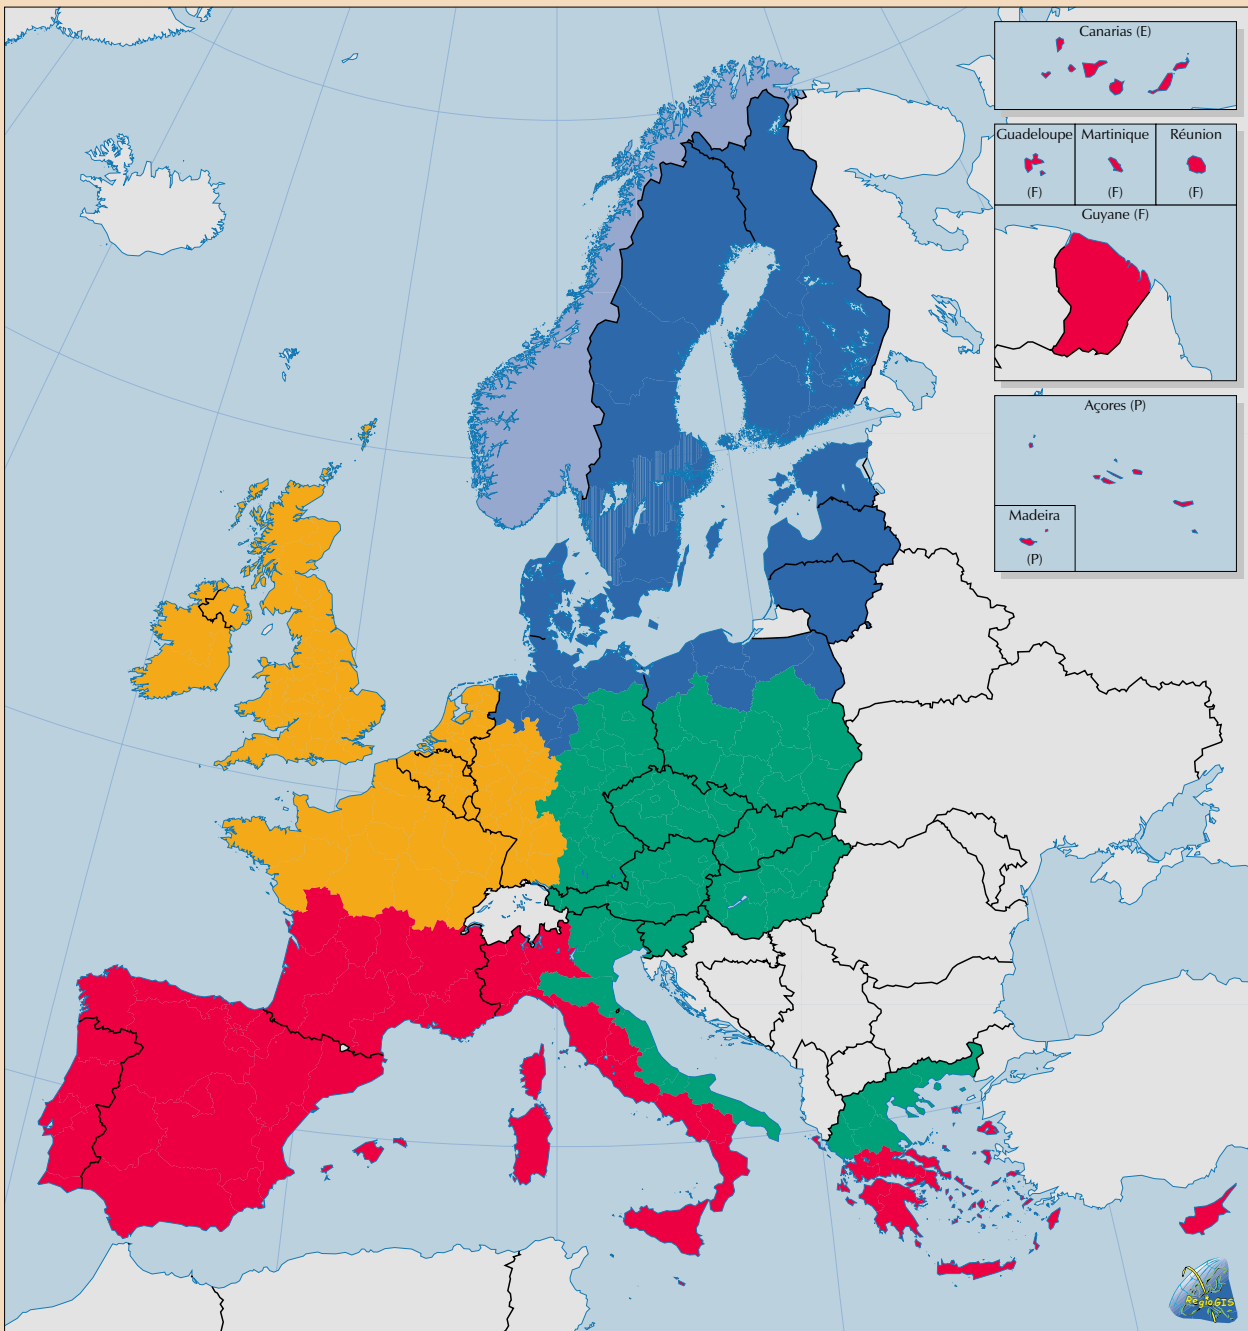 Canarias (E)
Guadeloupe Martinique Réunion
(F) (F) (F)
Guyane (F)
Açores (P)
Madeira
(P)
RegioGIS